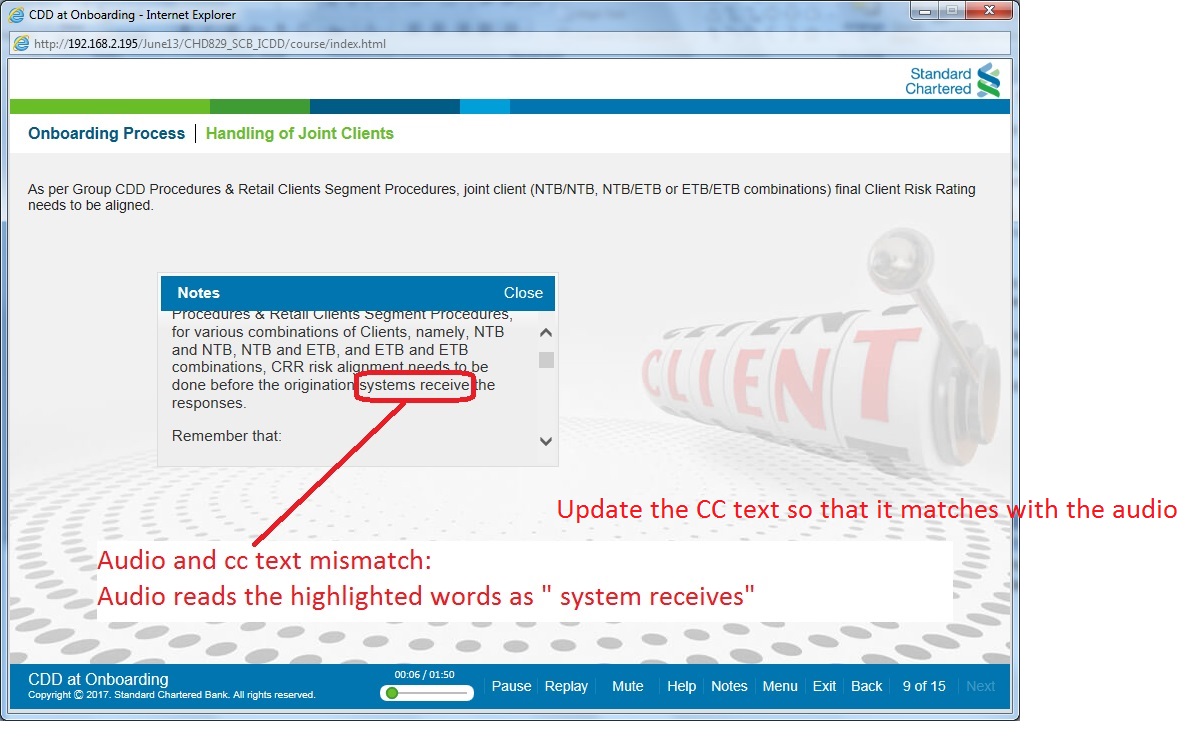 CDD at Onboarding - Internet Explorer
http://192.168.2.195/June13/CHD829_SCB_ICDD/course/index.html
Standard
Chartered
Onboarding Process | Handling of Joint Clients
As per Group CDD Procedures & Retail Clients Segment Procedures, joint client (NTB/NTB, NTB/ETB or ETB/ETB combinations) final Client Risk Rating
needs to be aligned.
Notes Close
Procedures & Retail Clients Segment Procedures,
for various combinations of Clients, namely, NTB
and NTB, NTB and ETB, and ETB and ETB
combinations, CRR risk alignment needs to be
done before the origination systems receive the
responses.
Remember that:
CLIENT
Update the CC text so that it matches with the audio
Audio and cc text mismatch:
Audio reads the highlighted words as " system receives"
CDD at Onboarding
Copyright © 2017. Standard Chartered Bank. All rights reserved.
00:06 / 01:50
Pause Replay Mute Help Notes Menu Exit Back 9 of 15 Next